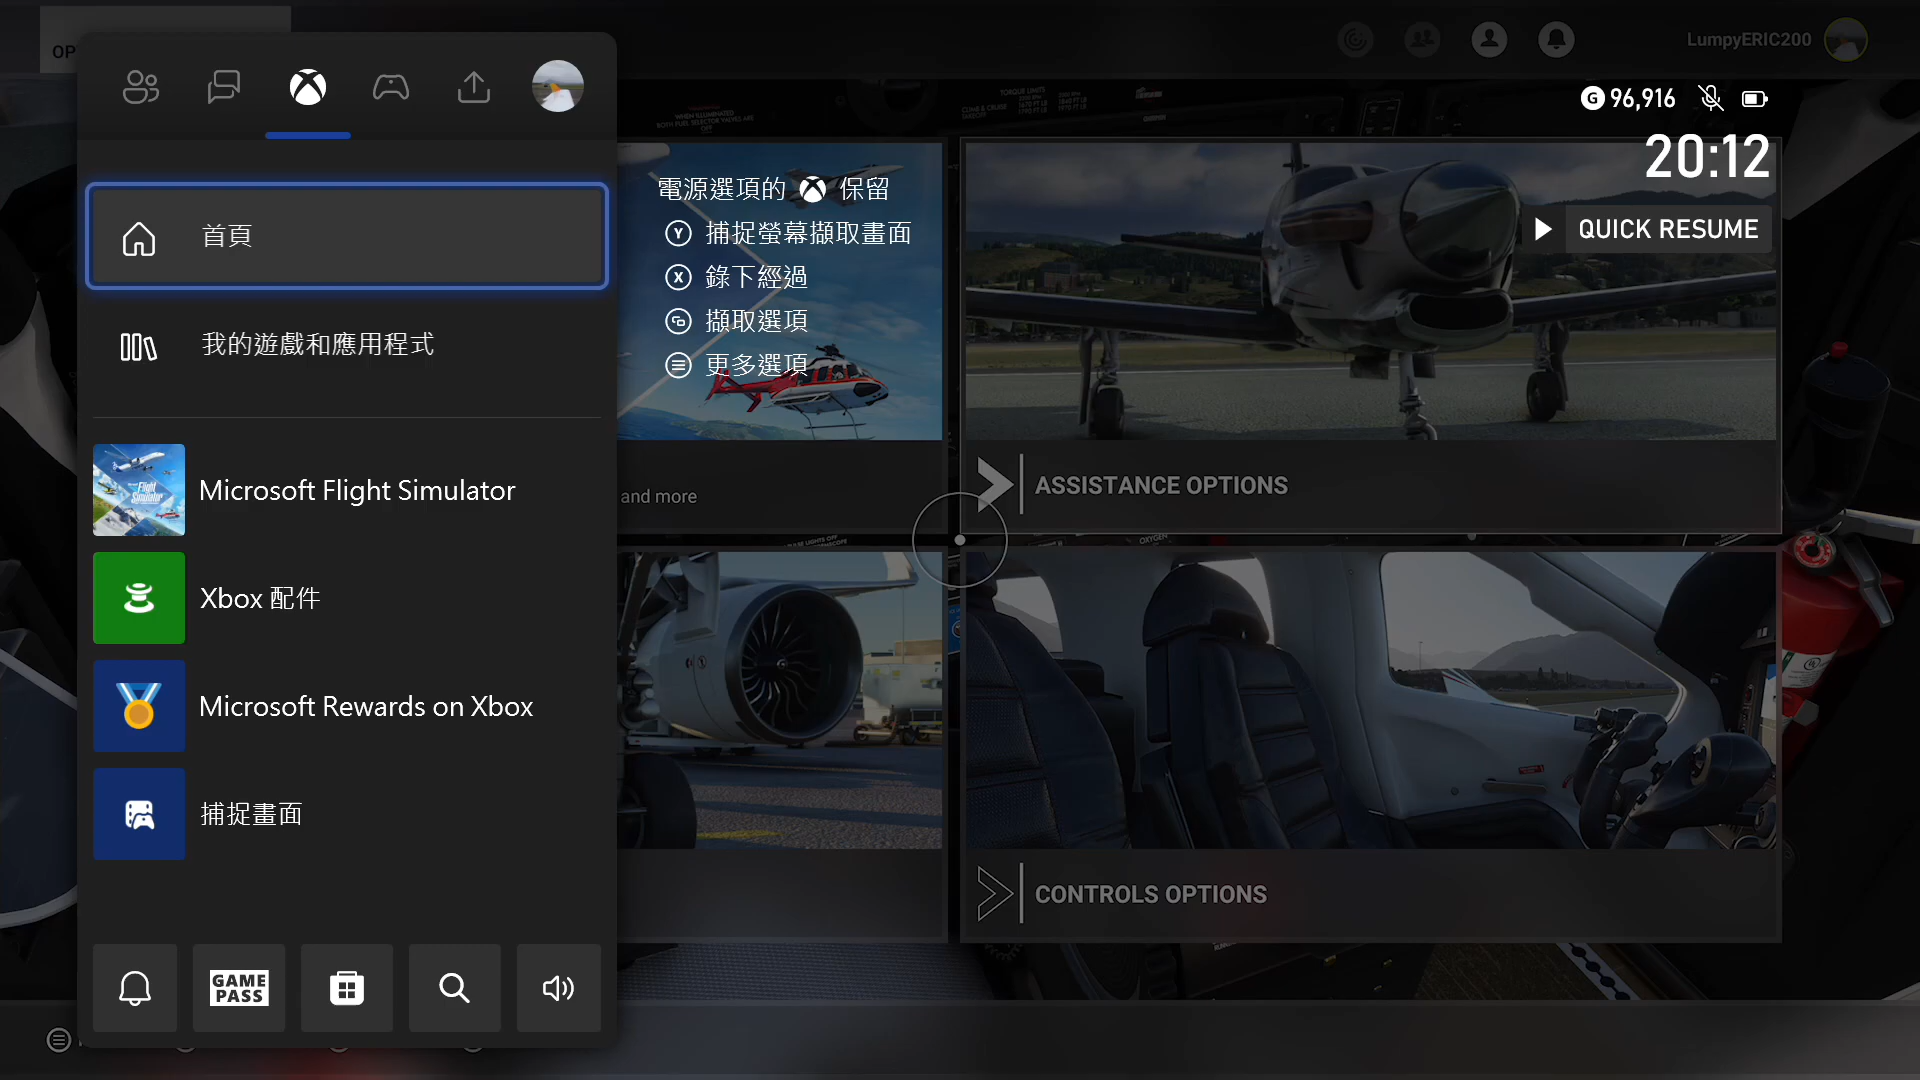 LumpyERIC200
G 96,916
20:12
QUICK RESUME
首頁
我的遊戲和應用程式
Microsoft Flight Simulator
Xbox 配件
Microsoft Rewards on Xbox
捕捉畫面
GAME PASS
電源選項的 保留
Y 捕捉螢幕擷取畫面
X 錄下經過
擷取選項
更多選項
and more
ASSISTANCE OPTIONS
CONTROLS OPTIONS